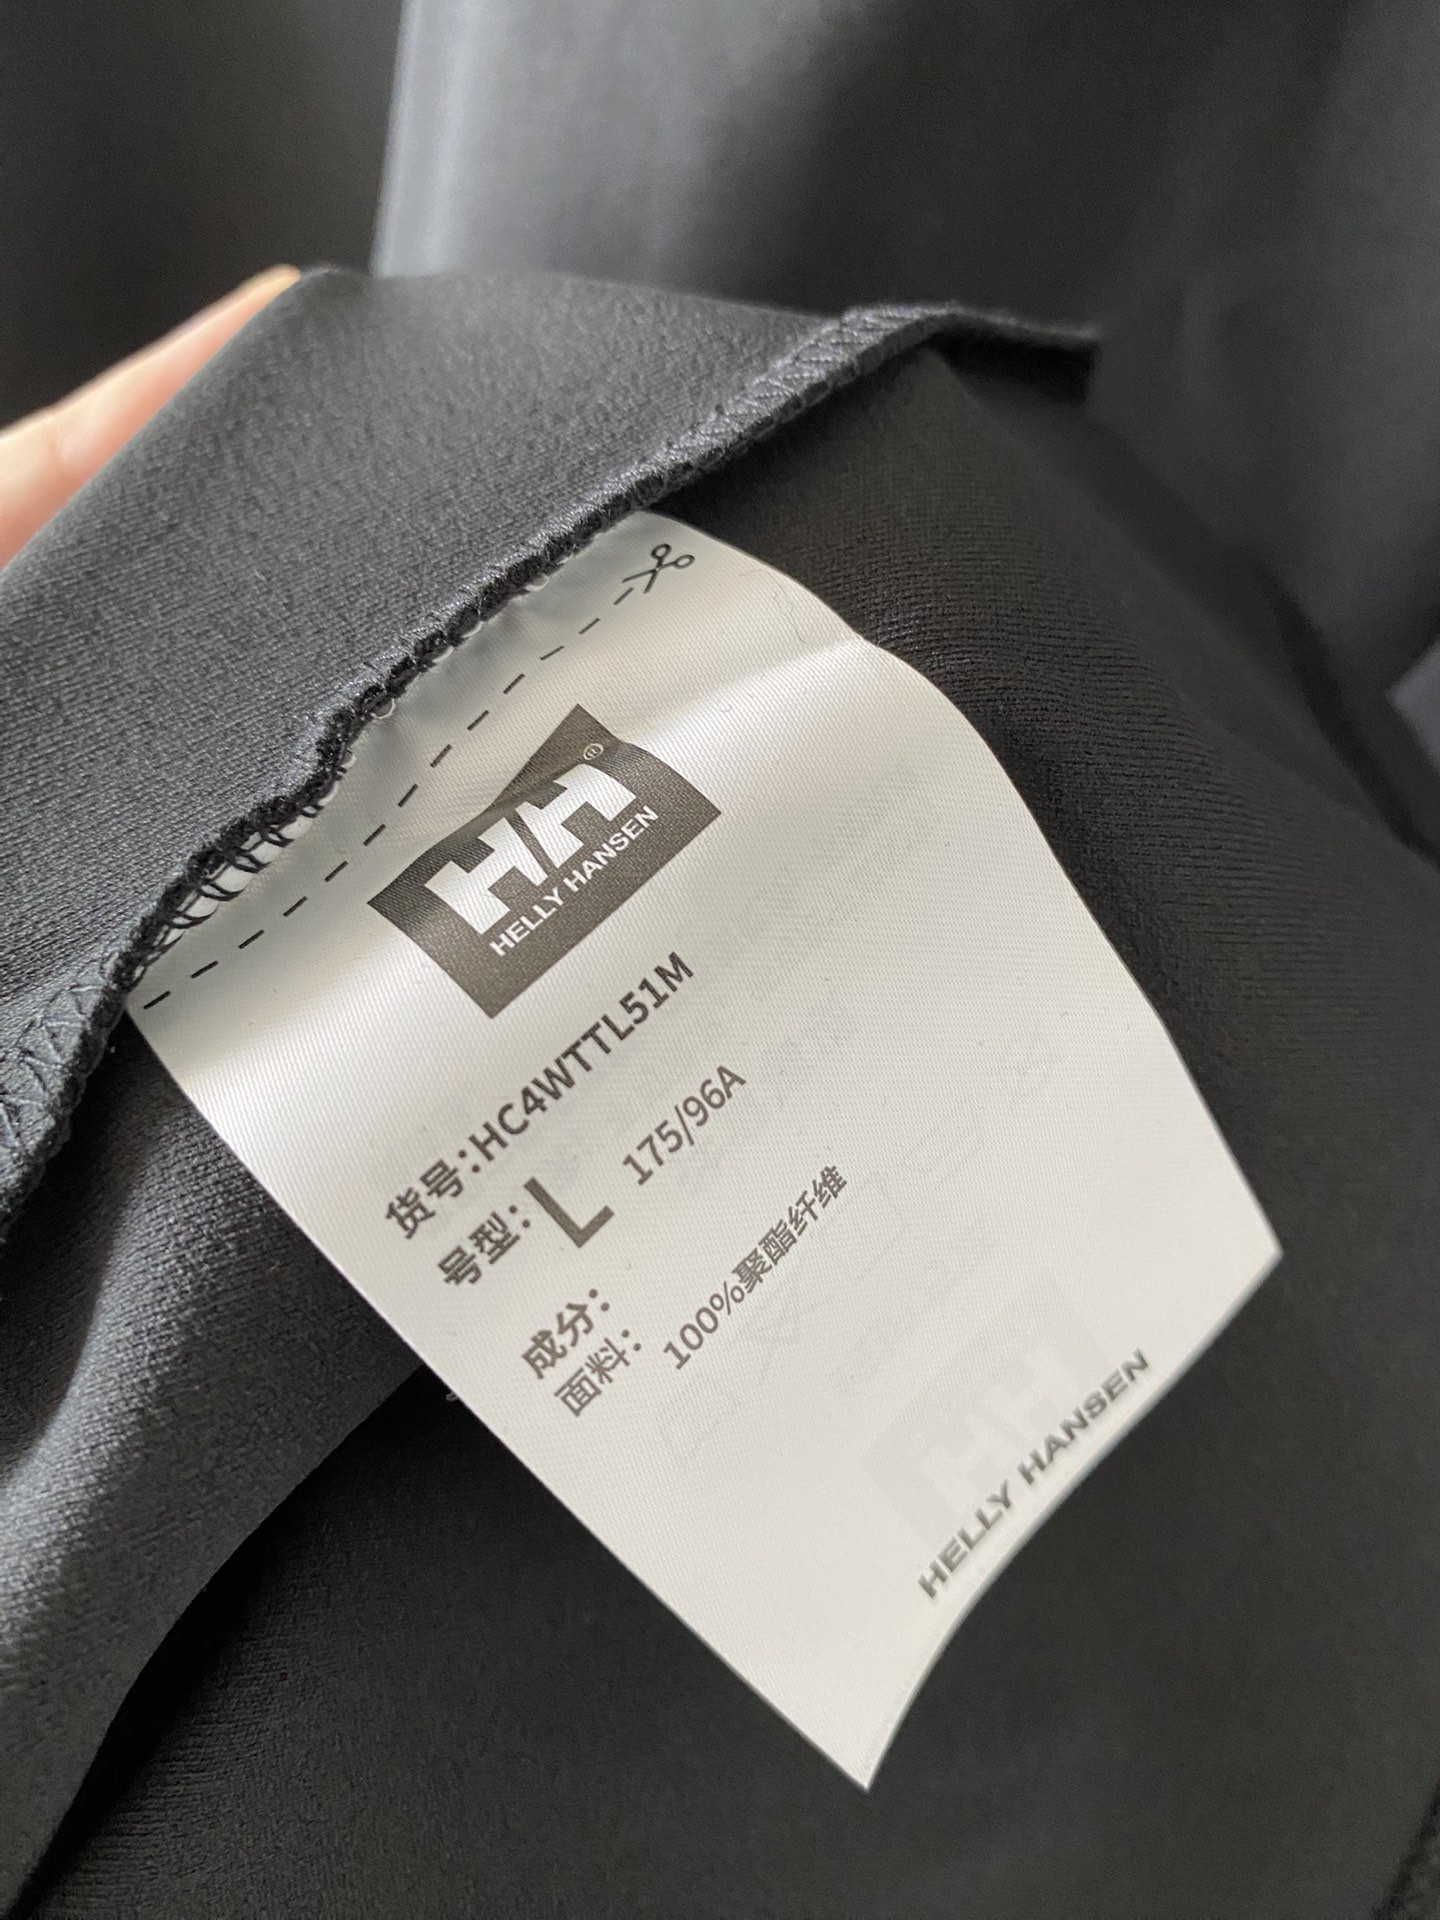 HH®
HELLY HANSEN
货号：HC4WTTL51M
号型：L 175/96A
成分：
面料： 100%聚酯纤维
HELLY HANSEN